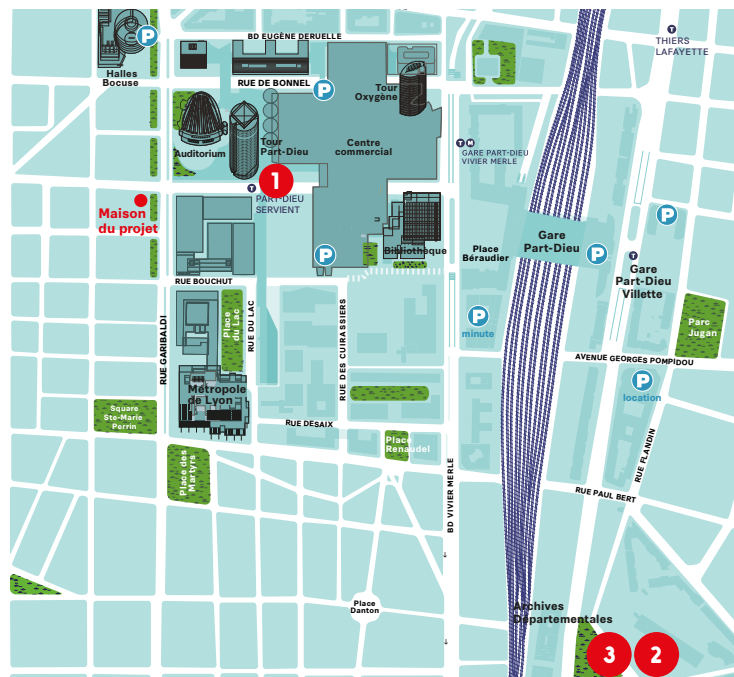 BD EUGÈNE DERUELLE
P
T
THIERS
LAFAYETTE
Halles
Bocuse
RUE DE BONNEL
P
Tour
Oxygène
Auditorium
Tour
Part-Dieu
Centre
commercial
T M
GARE PART-DIEU
VIVIER MERLE
1
T
PART-DIEU
SERVIENT
Maison
du projet
P
Gare
Part-Dieu
P
P
Bibliothèque
Place
Béraudier
T
Gare
Part-Dieu
Villette
RUE BOUCHUT
Place
du Lac
RUE DU LAC
RUE GARIBALDI
RUE DES CUIRASSIERS
P
minute
Parc
Jugan
AVENUE GEORGES POMPIDOU
P
location
Métropole
de Lyon
Square
Ste-Marie
Perrin
RUE DESAIX
Place
Renaudel
RUE FLANDIN
Place des
Martyrs
BD VIVIER MERLE
RUE PAUL BERT
Place
Danton
Archives
Départementales
3
2